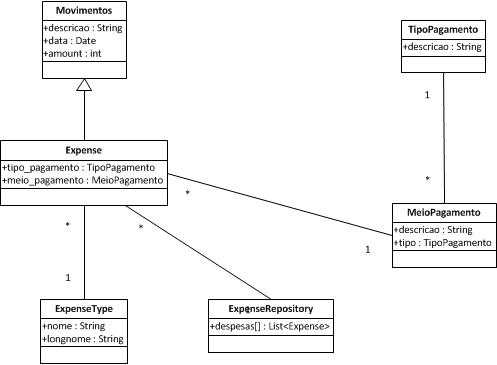 Movimentos
+descricao : String
+data : Date
+amount : int
TipoPagamento
+descricao : String
1
Expense
+tipo_pagamento : TipoPagamento
+meio_pagamento : MeioPagamento
*
*
MeioPagamento
+descricao : String
+tipo : TipoPagamento
*
*
1
1
ExpenseType
+nome : String
+longnome : String
ExpenseRepository
+despesas[] : List<Expense>